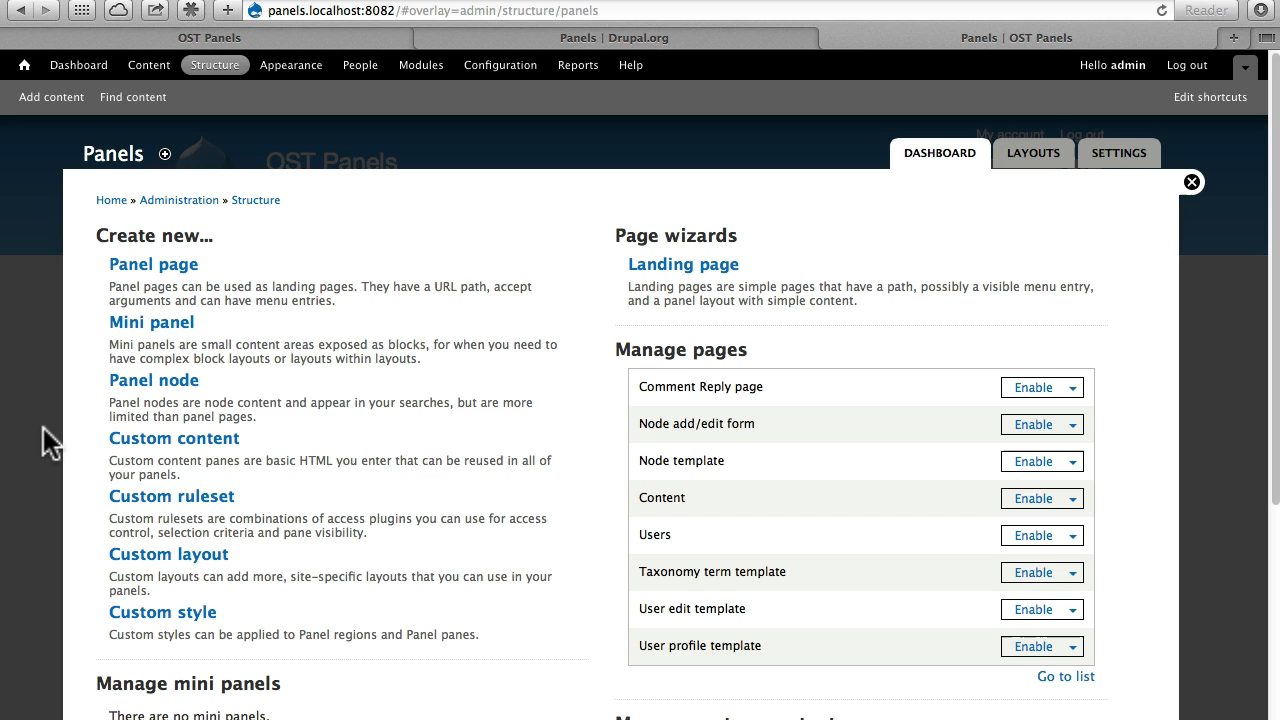 panels.localhost:8082/#overlay=admin/structure/panels
Reader
OST Panels
Panels | Drupal.org
Panels | OST Panels
Dashboard
Content
Structure
Appearance
People
Modules
Configuration
Reports
Help
Hello admin
Log out
Add content
Find content
Edit shortcuts
My account
Log out
OST Panels
Panels
DASHBOARD
LAYOUTS
SETTINGS
Home » Administration » Structure
Create new...
Panel page
Panel pages can be used as landing pages. They have a URL path, accept
arguments and can have menu entries.
Mini panel
Mini panels are small content areas exposed as blocks, for when you need to
have complex block layouts or layouts within layouts.
Panel node
Panel nodes are node content and appear in your searches, but are more
limited than panel pages.
Custom content
Custom content panes are basic HTML you enter that can be reused in all of
your panels.
Custom ruleset
Custom rulesets are combinations of access plugins you can use for access
control, selection criteria and pane visibility.
Custom layout
Custom layouts can add more, site-specific layouts that you can use in your
panels.
Custom style
Custom styles can be applied to Panel regions and Panel panes.
Manage mini panels
There are no mini panels.
Page wizards
Landing page
Landing pages are simple pages that have a path, possibly a visible menu entry,
and a panel layout with simple content.
Manage pages
Comment Reply page
Enable
Node add/edit form
Enable
Node template
Enable
Content
Enable
Users
Enable
Taxonomy term template
Enable
User edit template
Enable
User profile template
Enable
Go to list